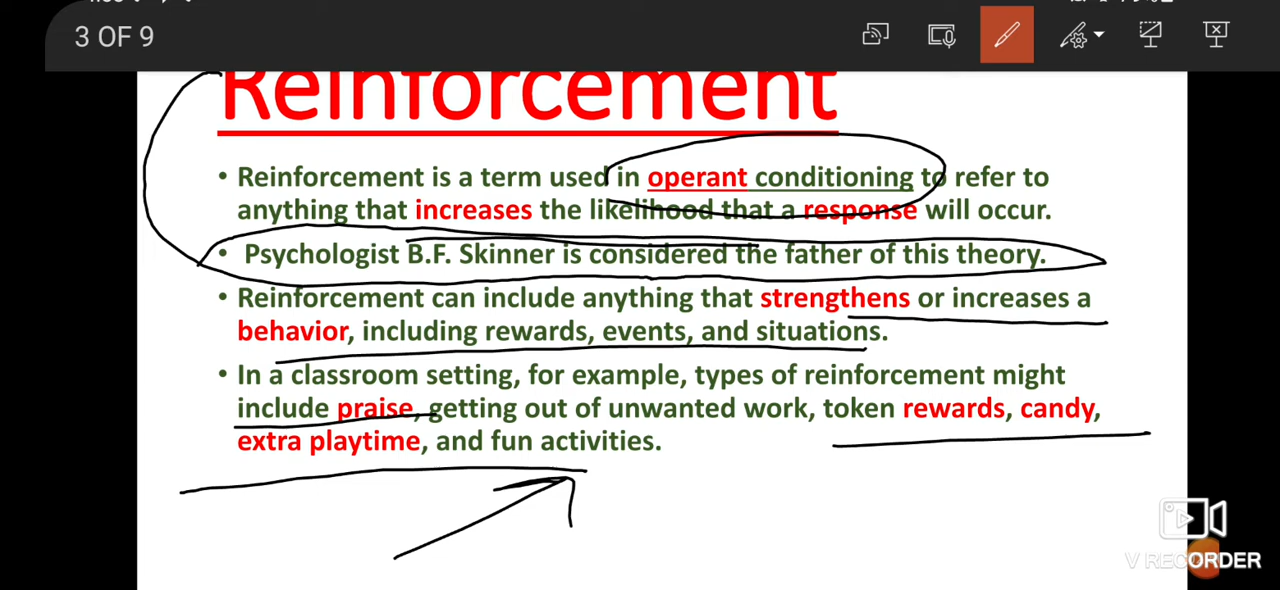 3 OF 9
Reinforcement
• Reinforcement is a term used in operant conditioning to refer to
anything that increases the likelihood that a response will occur.
• Psychologist B.F. Skinner is considered the father of this theory.
• Reinforcement can include anything that strengthens or increases a
behavior, including rewards, events, and situations.
• In a classroom setting, for example, types of reinforcement might
include praise, getting out of unwanted work, token rewards, candy,
extra playtime, and fun activities.
V RECORDER